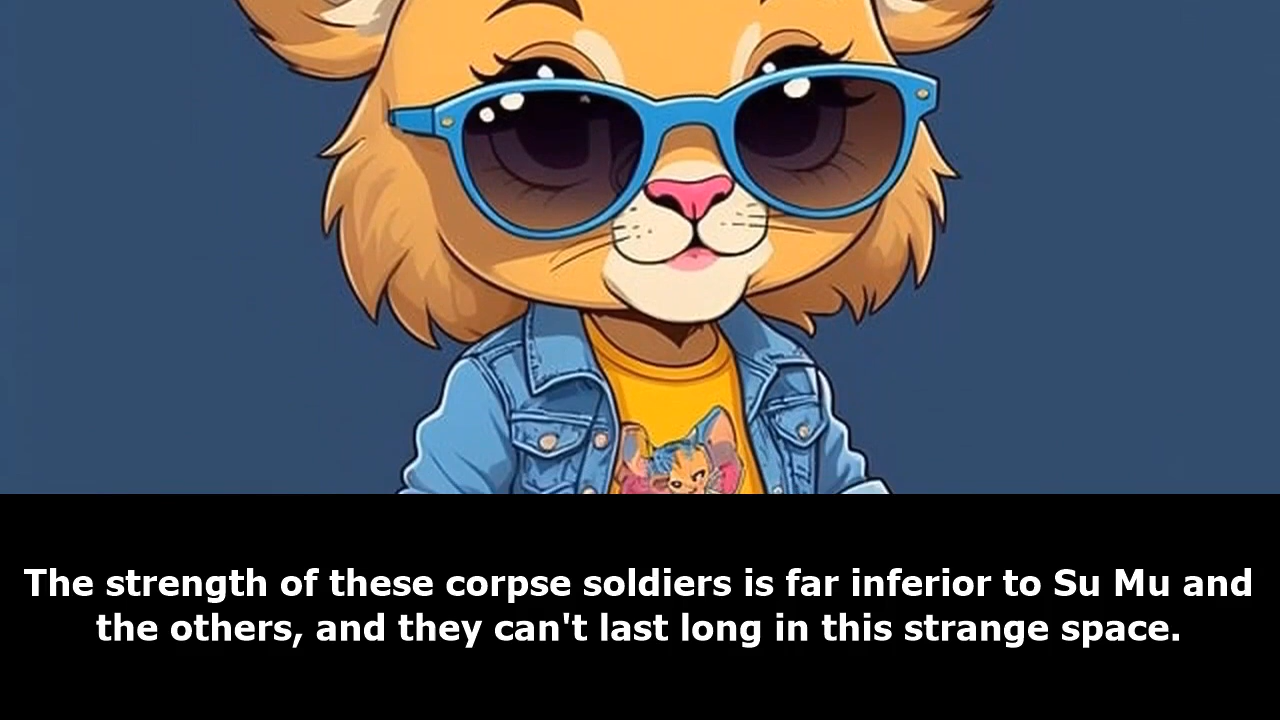 The strength of these corpse soldiers is far inferior to Su Mu and
the others, and they can't last long in this strange space.